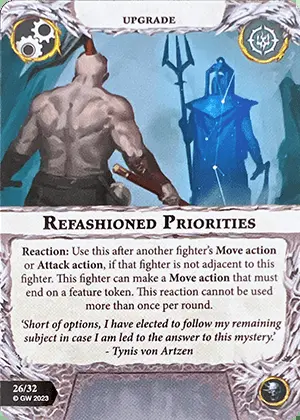 UPGRADE
REFASHIONED PRIORITIES
Reaction: Use this after another fighter's Move action
or Attack action, if that fighter is not adjacent to this
fighter. This fighter can make a Move action that must
end on a feature token. This reaction cannot be used
more than once per round.
'Short of options, I have elected to follow my remaining
subject in case I am led to the answer to this mystery.'
- Tynis von Artzen
26/32
© GW 2023